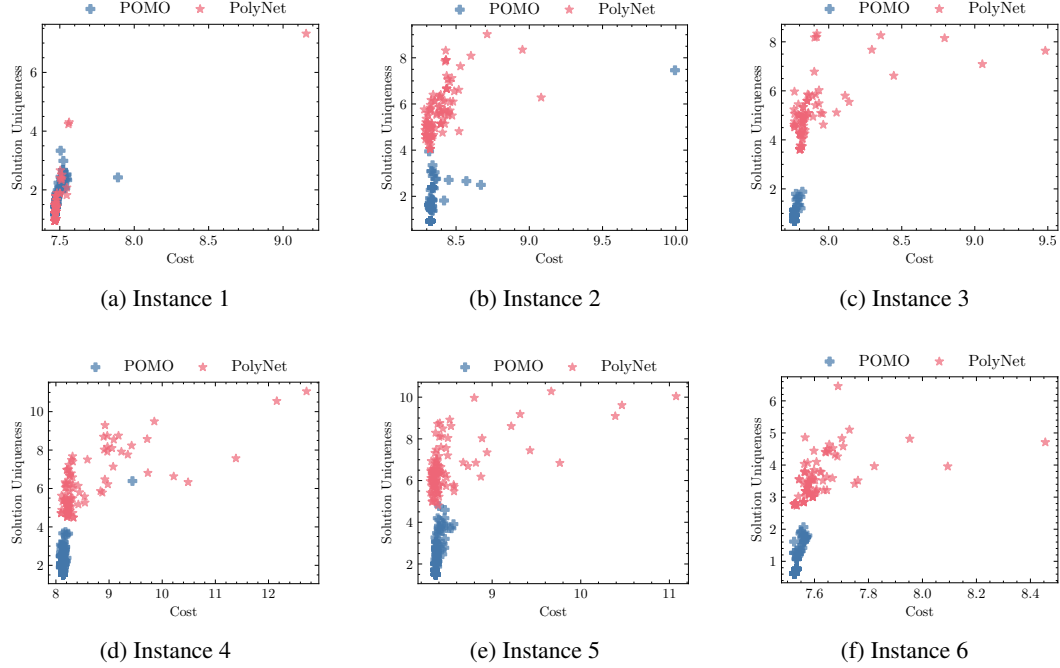 POMO PolyNet
Solution Uniqueness
6
4
2
7.5 8.0 8.5 9.0
Cost
(a) Instance 1
POMO PolyNet
Solution Uniqueness
8
6
4
2
8.5 9.0 9.5 10.0
Cost
(b) Instance 2
POMO PolyNet
Solution Uniqueness
8
6
4
2
8.0 8.5 9.0 9.5
Cost
(c) Instance 3
POMO PolyNet
Solution Uniqueness
10
8
6
4
2
8 9 10 11 12
Cost
(d) Instance 4
POMO PolyNet
Solution Uniqueness
10
8
6
4
2
9 10 11
Cost
(e) Instance 5
POMO PolyNet
Solution Uniqueness
6
5
4
3
2
1
7.6 7.8 8.0 8.2 8.4
Cost
(f) Instance 6